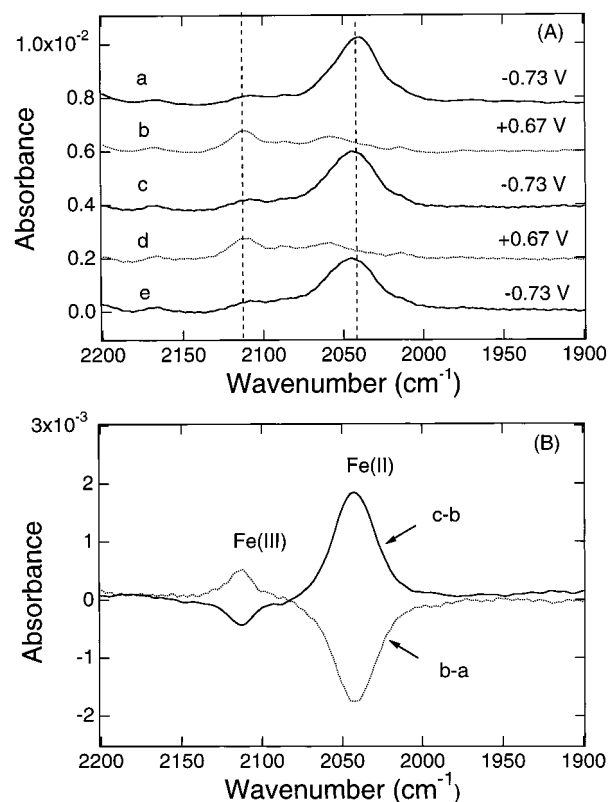 (A)
1.0x10-2
a
-0.73 V
0.8
b
+0.67 V
0.6
c
-0.73 V
0.4
d
+0.67 V
0.2
e
-0.73 V
0.0
Absorbance
2200 2150 2100 2050 2000 1950 1900
Wavenumber (cm-1)
3x10-3
(B)
Fe(II)
2
c-b
Fe(III)
1
0
-1
b-a
-2
Absorbance
2200 2150 2100 2050 2000 1950 1900
Wavenumber (cm-1)